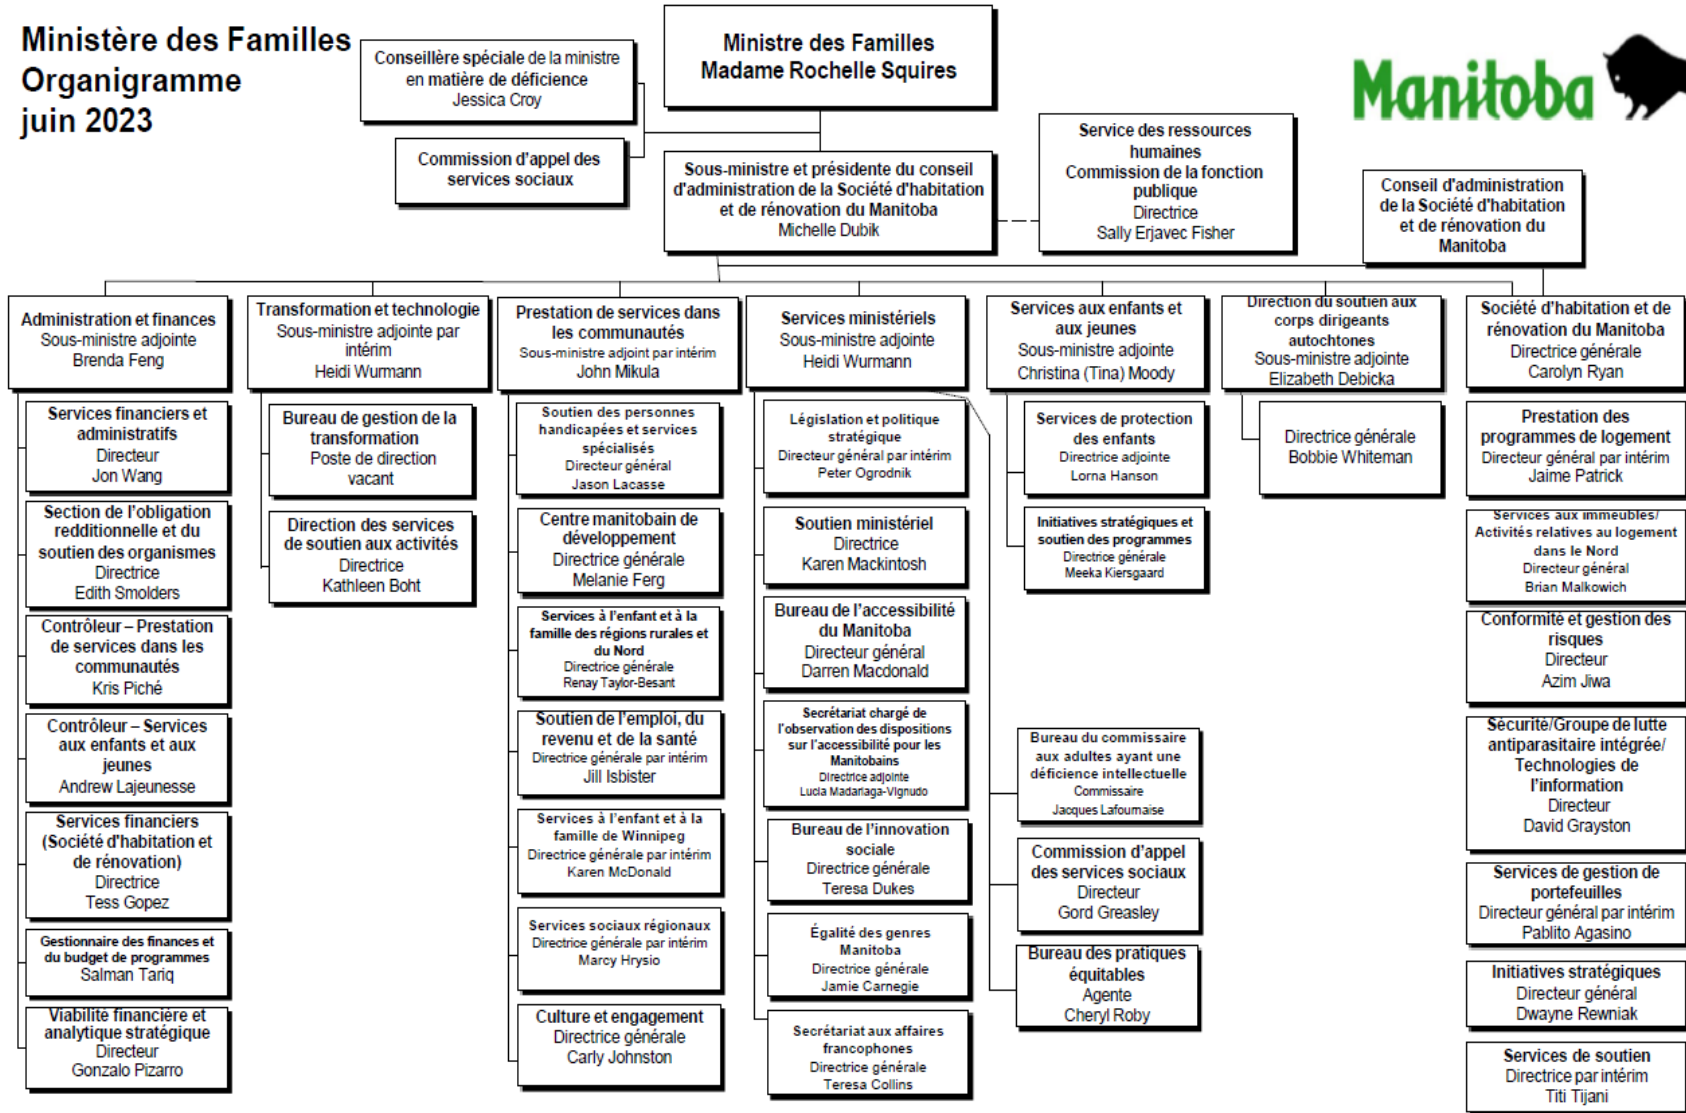 Ministère des Familles
Organigramme
juin 2023
Conseillère spéciale de la ministre
en matière de déficience
Jessica Croy
Commission d'appel des
services sociaux
Ministre des Familles
Madame Rochelle Squires
Manitoba
Sous-ministre et présidente du conseil
d'administration de la Société d'habitation
et de rénovation du Manitoba
Michelle Dubik
Service des ressources
humaines
Commission de la fonction
publique
Directrice
Sally Erjavec Fisher
Conseil d'administration
de la Société d'habitation
et de rénovation du
Manitoba
Administration et finances
Sous-ministre adjointe
Brenda Feng
Services financiers et
administratifs
Directeur
Jon Wang
Section de l'obligation
redditionnelle et du
soutien des organismes
Directrice
Edith Smolders
Contrôleur – Prestation
de services dans les
communautés
Kris Piché
Contrôleur – Services
aux enfants et aux
jeunes
Andrew Lajeunesse
Services financiers
(Société d'habitation et
de rénovation)
Directrice
Tess Gopez
Gestionnaire des finances et
du budget de programmes
Salman Tariq
Viabilité financière et
analytique stratégique
Directeur
Gonzalo Pizarro
Transformation et technologie
Sous-ministre adjointe par
intérim
Heidi Wurmann
Bureau de gestion de la
transformation
Poste de direction
vacant
Direction des services
de soutien aux activités
Directrice
Kathleen Boht
Prestation de services dans
les communautés
Sous-ministre adjoint par intérim
John Mikula
Soutien des personnes
handicapées et services
spécialisés
Directeur général
Jason Lacasse
Centre manitobain de
développement
Directrice générale
Melanie Ferg
Services à l'enfant et à la
famille des régions rurales et
du Nord
Directrice générale
Renay Taylor-Besant
Soutien de l'emploi, du
revenu et de la santé
Directrice générale par intérim
Jill Isbister
Services à l'enfant et à la
famille de Winnipeg
Directrice générale par intérim
Karen McDonald
Services sociaux régionaux
Directrice générale par intérim
Marcy Hrysio
Culture et engagement
Directrice générale
Carly Johnston
Services ministériels
Sous-ministre adjointe
Heidi Wurmann
Législation et politique
stratégique
Directeur général par intérim
Peter Ogrodnik
Soutien ministériel
Directrice
Karen Mackintosh
Bureau de l'accessibilité
du Manitoba
Directeur général
Darren Macdonald
Secrétariat chargé de
l'observation des dispositions
sur l'accessibilité pour les
Manitobains
Directrice adjointe
Lucia Madariaga-Vignudo
Bureau de l'innovation
sociale
Directrice générale
Teresa Dukes
Égalité des genres
Manitoba
Directrice générale
Jamie Carnegie
Secrétariat aux affaires
francophones
Directrice générale
Teresa Collins
Services aux enfants et
aux jeunes
Sous-ministre adjointe
Christina (Tina) Moody
Services de protection
des enfants
Directrice adjointe
Lorna Hanson
Initiatives stratégiques et
soutien des programmes
Directrice générale
Meeka Kiersgaard
Bureau du commissaire
aux adultes ayant une
déficience intellectuelle
Commissaire
Jacques Lafournaise
Commission d'appel
des services sociaux
Directeur
Gord Greasley
Bureau des pratiques
équitables
Agente
Cheryl Roby
Direction du soutien aux
corps dirigeants
autochtones
Sous-ministre adjointe
Elizabeth Debicka
Directrice générale
Bobbie Whiteman
Société d'habitation et de
rénovation du Manitoba
Directrice générale
Carolyn Ryan
Prestation des
programmes de logement
Directeur général par intérim
Jaime Patrick
Services aux immeubles/
Activités relatives au logement
dans le Nord
Directeur général
Brian Malkowich
Conformité et gestion des
risques
Directeur
Azim Jiwa
Sécurité/Groupe de lutte
antiparasitaire intégrée/
Technologies de
l'information
Directeur
David Grayston
Services de gestion de
portefeuilles
Directeur général par intérim
Pablito Agasino
Initiatives stratégiques
Directeur général
Dwayne Rewniak
Services de soutien
Directrice par intérim
Titi Tijani